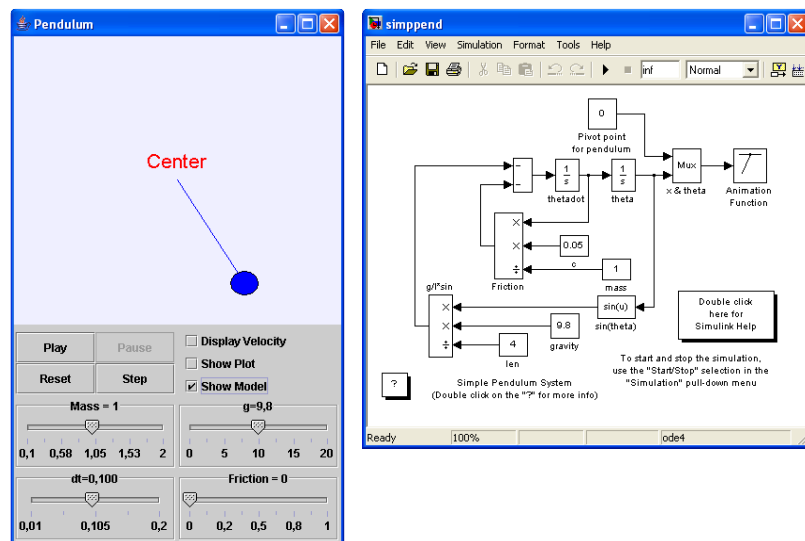 Pendulum
Center
Play
Pause
Display Velocity
Show Plot
Reset
Step
Show Model
Mass = 1
0,1 0,58 1,05 1,53 2
g=9,8
0 5 10 15 20
dt=0,100
0,01 0,105 0,2
Friction = 0
0 0,2 0,5 0,8 1
simppend
File Edit View Simulation Format Tools Help
inf
Normal
0
Pivot point
for pendulum
1
s
thetadot
1
s
theta
Mux
x & theta
Animation
Function
0.05
c
Friction
1
mass
g/l*sin
sin(u)
sin(theta)
9.8
gravity
4
len
Double click
here for
Simulink Help
?
Simple Pendulum System
(Double click on the "?" for more info)
To start and stop the simulation,
use the "Start/Stop" selection in the
"Simulation" pull-down menu
Ready 100% ode4